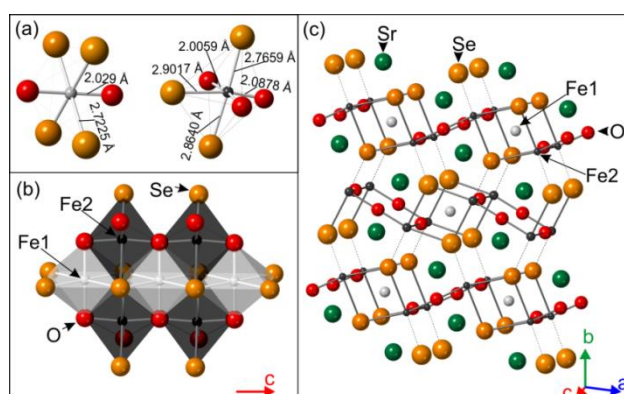 (a)
2.0059 Å
2.7659 Å
2.029 Å
2.9017 Å
2.0878 Å
2.7225 Å
2.8640 Å
(b)
Se
Fe2
Fe1
O
c
(c)
Sr
Se
Fe1
O
Fe2
b
c
a